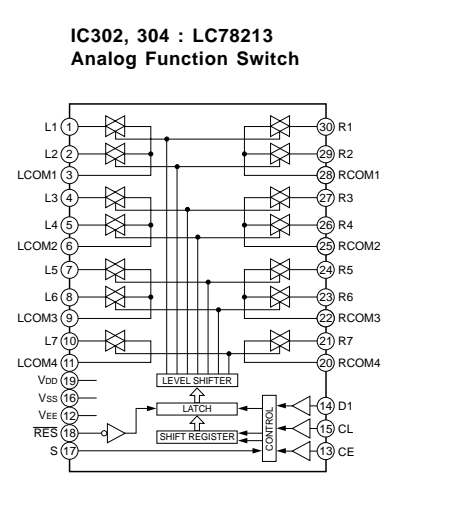 IC302, 304 : LC78213
Analog Function Switch
L1 1 30 R1
L2 2 29 R2
LCOM1 3 28 RCOM1
L3 4 27 R3
L4 5 26 R4
LCOM2 6 25 RCOM2
L5 7 24 R5
L6 8 23 R6
LCOM3 9 22 RCOM3
L7 10 21 R7
LCOM4 11 20 RCOM4
VDD 19 LEVEL SHIFTER
VSS 16
LATCH 14 D1
VEE 12
RES 18 SHIFT REGISTER CONTROL 15 CL
S 17 13 CE